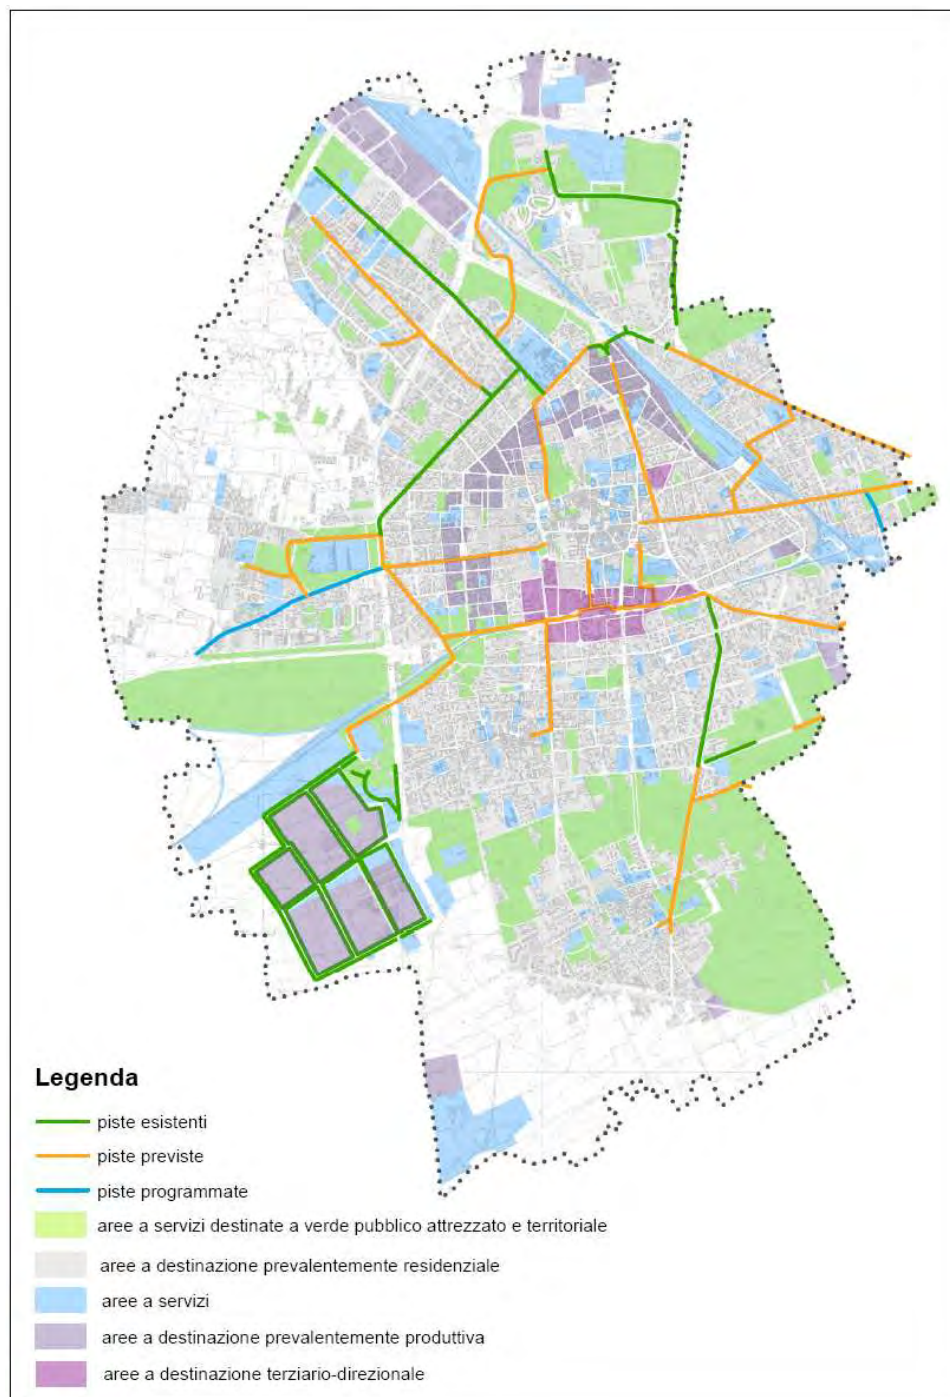 Legenda
piste esistenti
piste previste
piste programmate
aree a servizi destinate a verde pubblico attrezzato e territoriale
aree a destinazione prevalentemente residenziale
aree a servizi
aree a destinazione prevalentemente produttiva
aree a destinazione terziario-direzionale